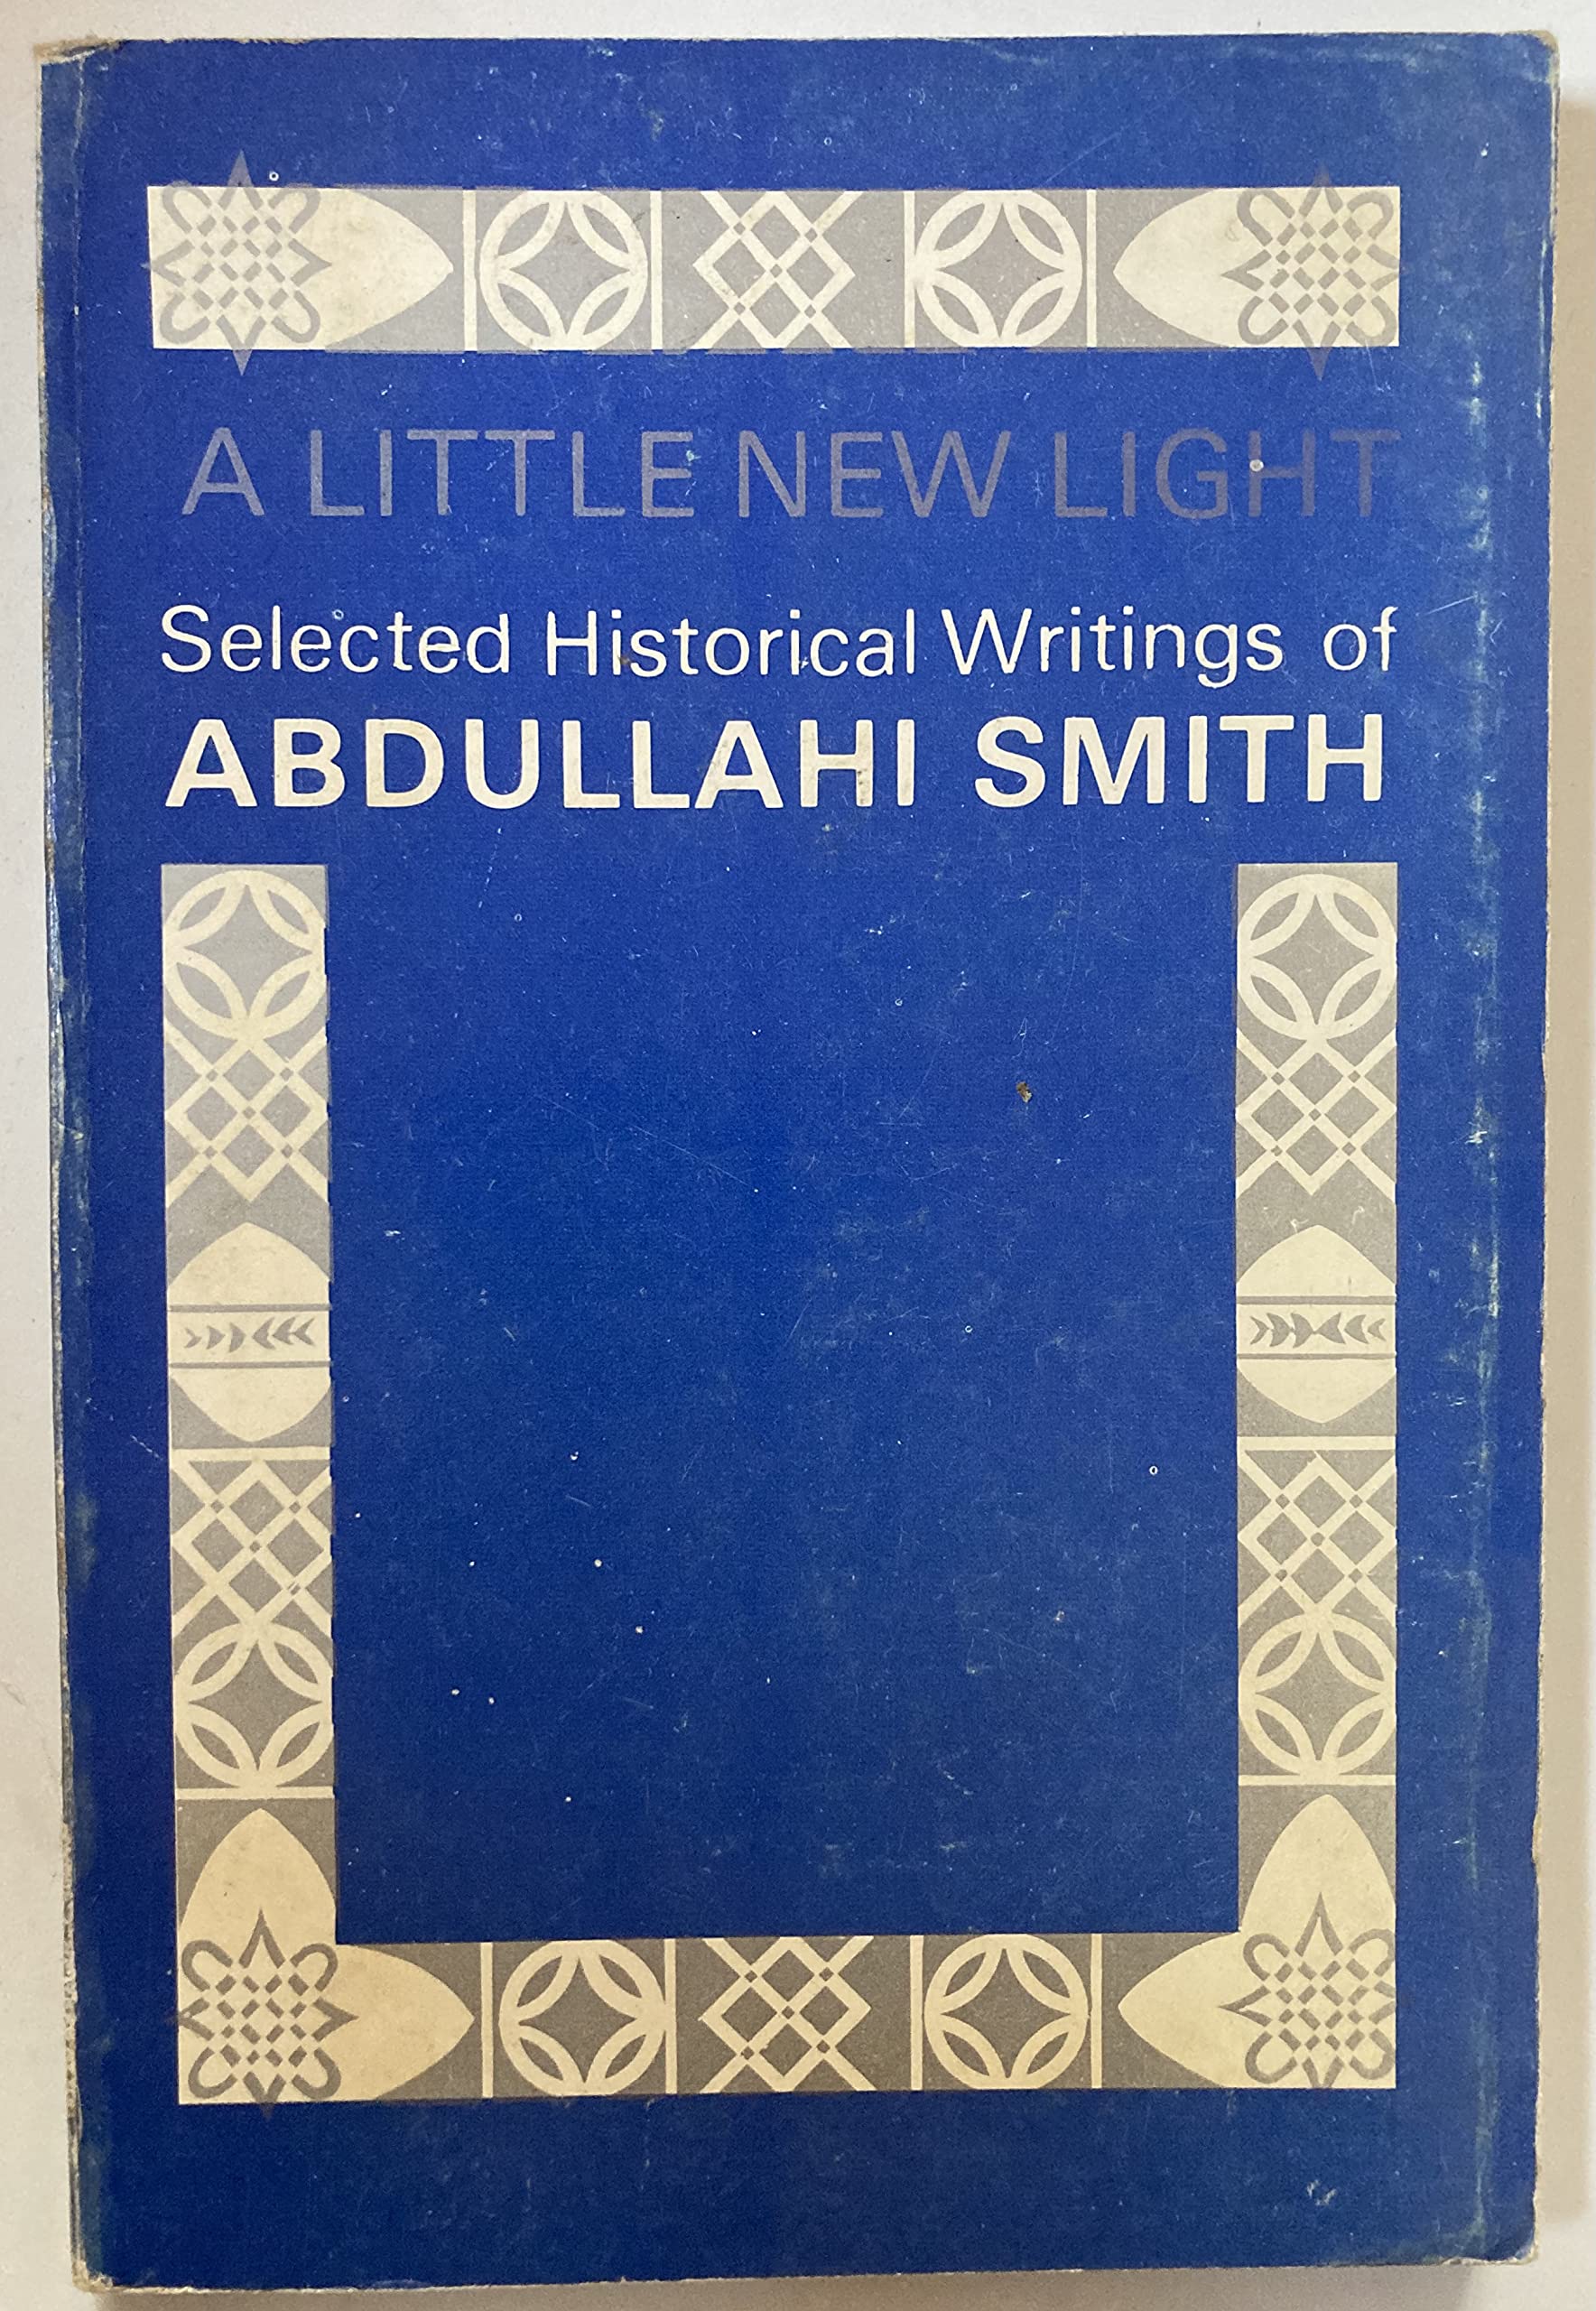 A LITTLE NEW LIGHT
Selected Historical Writings of
ABDULLAHI SMITH